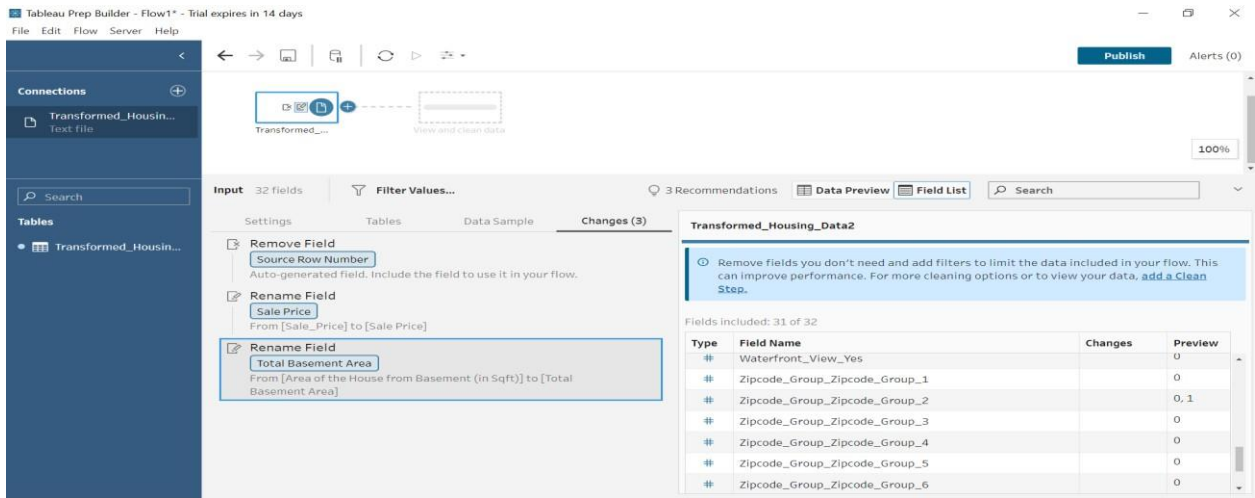 Tableau Prep Builder - Flow1* - Trial expires in 14 days
File Edit Flow Server Help
Publish
Alerts (0)
Connections
Transformed_Housin...
Text file
Transformed_...
View and clean data
100%
Search
Tables
Transformed_Housin...
Input 32 fields
Filter Values...
3 Recommendations
Data Preview
Field List
Search
Settings
Tables
Data Sample
Changes (3)
Remove Field
Source Row Number
Auto-generated field. Include the field to use it in your flow.
Rename Field
Sale Price
From [Sale_Price] to [Sale Price]
Rename Field
Total Basement Area
From [Area of the House from Basement (in Sqft)] to [Total
Basement Area]
Transformed_Housing_Data2
Remove fields you don't need and add filters to limit the data included in your flow. This
can improve performance. For more cleaning options or to view your data, add a Clean
Step.
Fields included: 31 of 32
Type Field Name Changes Preview
# Waterfront_View_Yes 0
# Zipcode_Group_Zipcode_Group_1 0
# Zipcode_Group_Zipcode_Group_2 0, 1
# Zipcode_Group_Zipcode_Group_3 0
# Zipcode_Group_Zipcode_Group_4 0
# Zipcode_Group_Zipcode_Group_5 0
# Zipcode_Group_Zipcode_Group_6 0